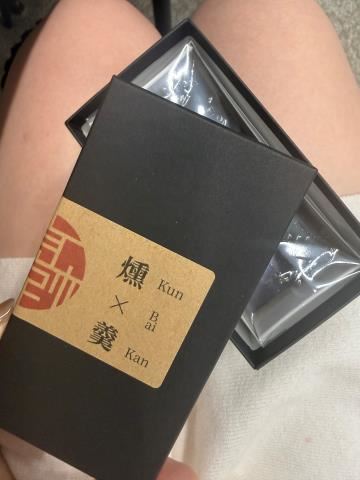 燻 Kun
× Bai
羹 Kan